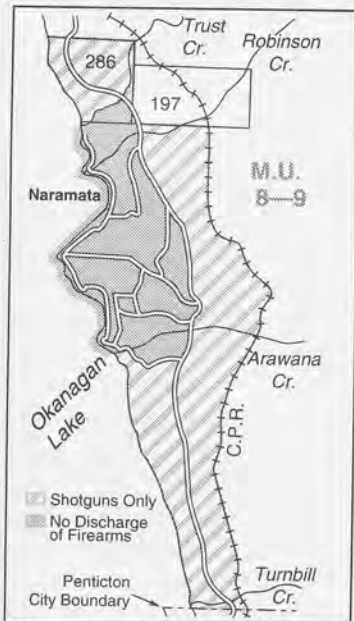 Trust
Cr.
Robinson
Cr.
286
197
M.U.
8—9
Naramata
Okanagan
Lake
Arawana
Cr.
C.P.R.
Shotguns Only
No Discharge
of Firearms
Turnbill
Cr.
Penticton
City Boundary